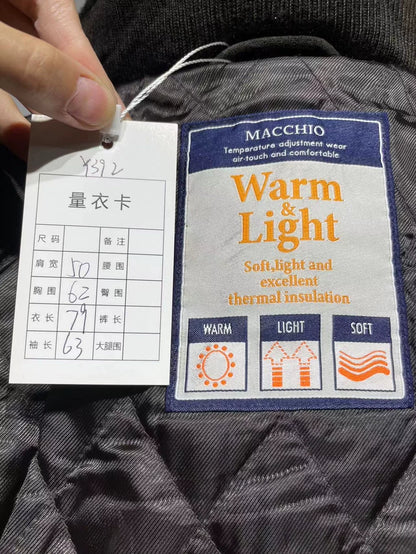 ¥392
量衣卡
尺码 备注
肩宽 50 腰围
胸围 62 臀围
衣长 79 裤长
袖长 63 大腿围
MACCHIO
Temperature adjustment wear
air-touch and comfortable
Warm
&
Light
Soft,light and
excellent
thermal insulation
WARM LIGHT SOFT